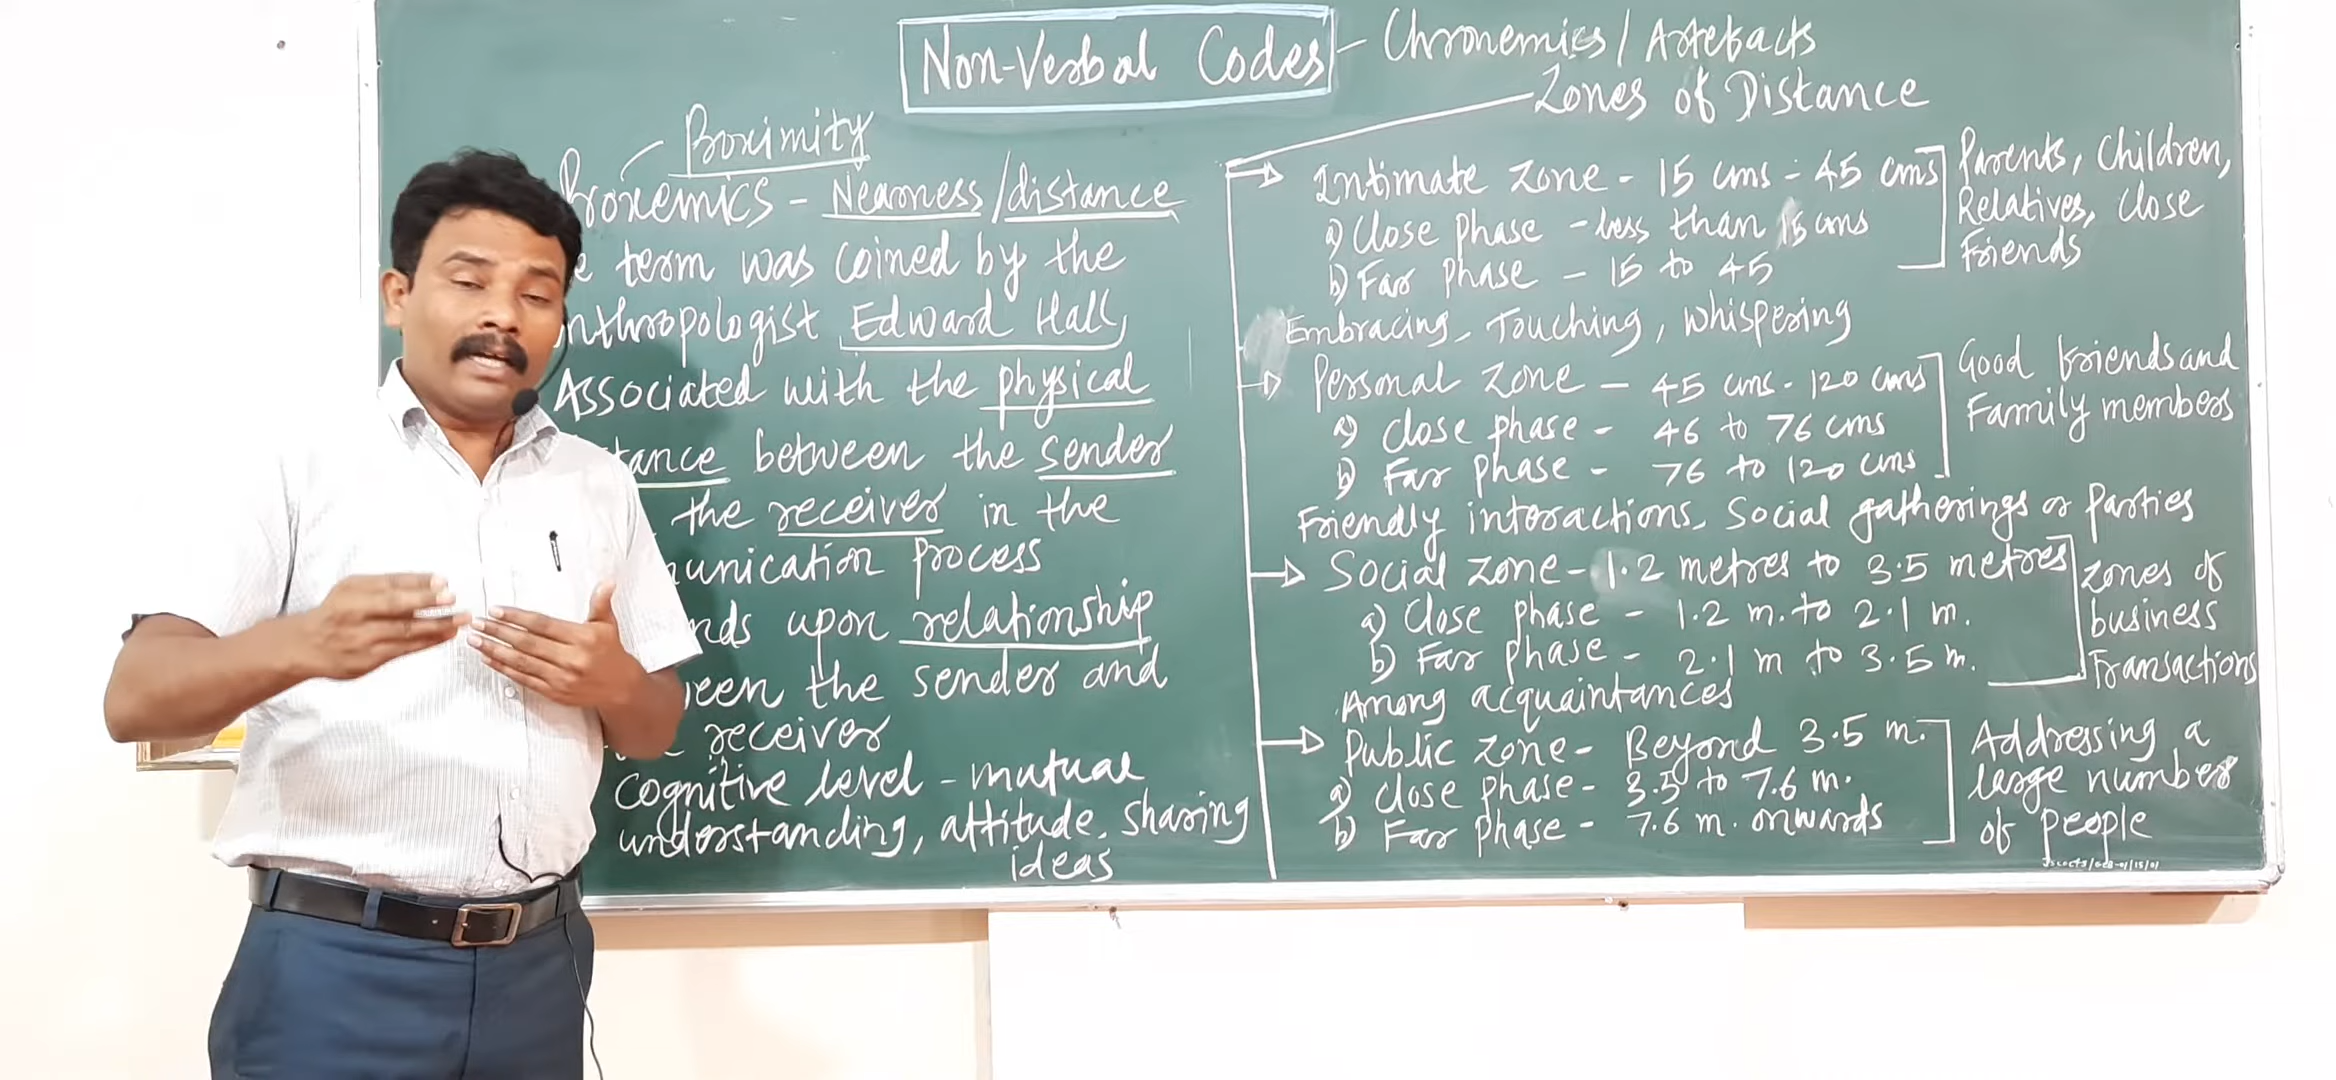 Non-Verbal Codes - Chronemics / Artefacts
Zones of Distance
Proximity
Proxemics - Nearness / distance
term was coined by the
nthropologist Edward Hall,
Associated with the physical
tance between the sender
the receiver in the
unication process
nds upon relationship
een the sender and
receiver
Cognitive level - mutual
understanding, attitude, sharing
ideas
Intimate zone - 15 cms - 45 cms
a) Close phase - less than 15 cms
b) Far phase - 15 to 45
Parents, Children,
Relatives, Close
Friends
Embracing, Touching, whispering
Personal zone - 45 cms - 120 cms
a) close phase - 46 to 76 cms
b) Far phase - 76 to 120 cms
Good friends and
Family members
Friendly interactions, Social gatherings or Parties
Social zone - 1.2 metres to 3.5 metres
a) Close phase - 1.2 m. to 2.1 m.
b) Far phase - 2.1 m to 3.5 m.
Zones of
business
Transactions
Among acquaintances
Public zone - Beyond 3.5 m.
a) close phase - 3.5 to 7.6 m.
b) Far phase - 7.6 m. onwards
Addressing a
large number
of people